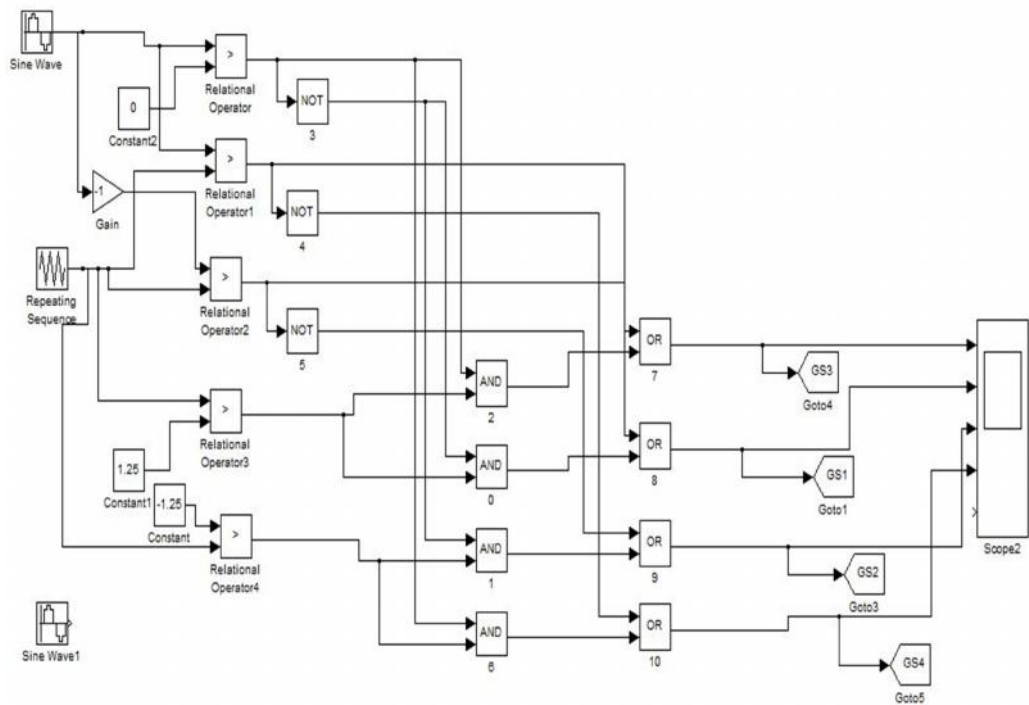 Sine Wave
0
Constant2
>
Relational
Operator
NOT
3
>
Relational
Operator1
-1
Gain
NOT
4
Repeating
Sequence
>
Relational
Operator2
NOT
5
>
Relational
Operator3
1.25
Constant1
-1.25
Constant
>
Relational
Operator4
Sine Wave1
AND
2
AND
0
AND
1
AND
6
OR
7
OR
8
OR
9
OR
10
GS3
Goto4
GS1
Goto1
GS2
Goto3
GS4
Goto5
Scope2